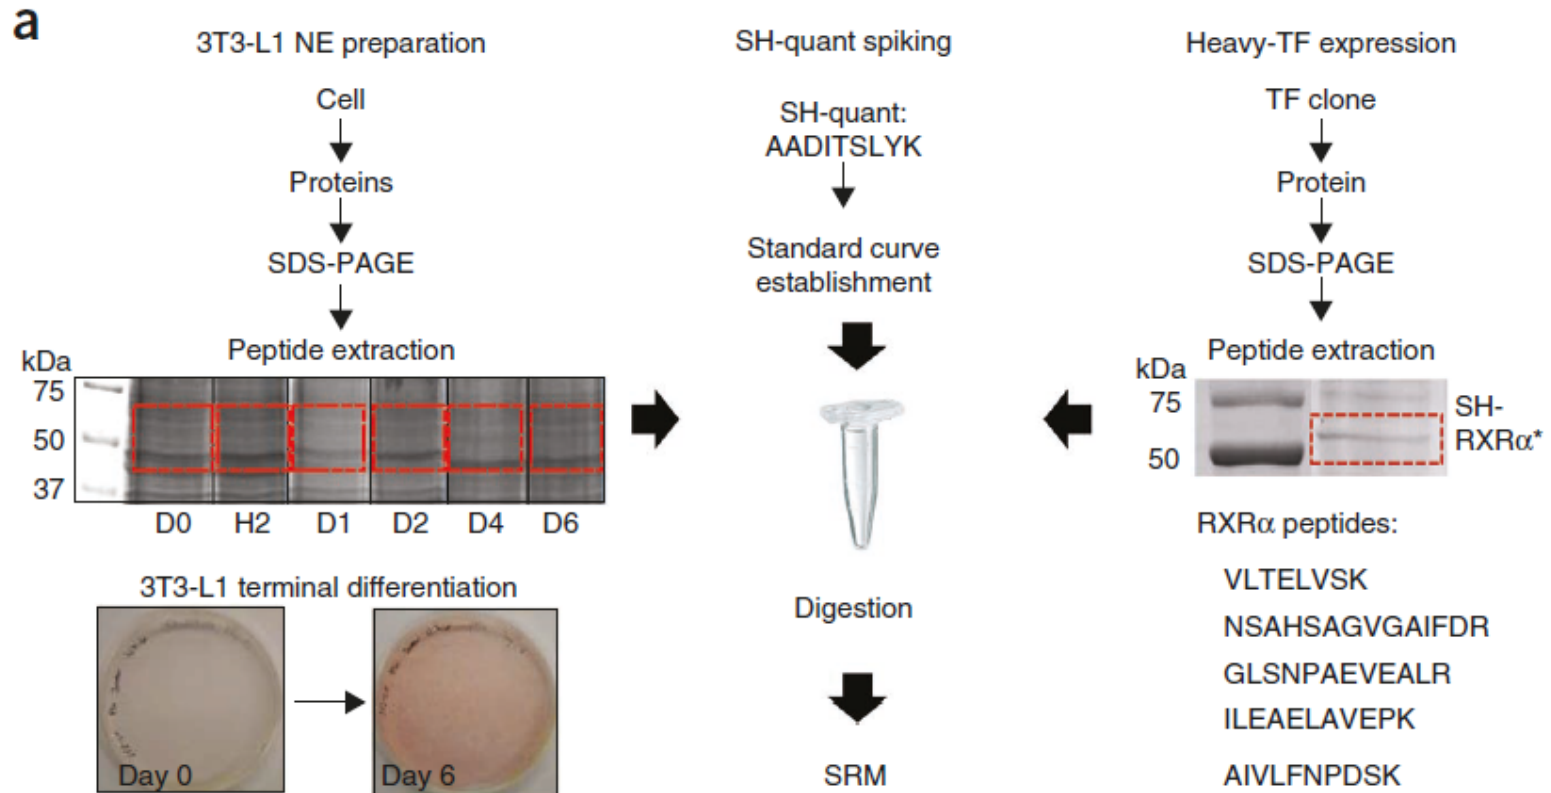 a
3T3-L1 NE preparation
Cell
Proteins
SDS-PAGE
Peptide extraction
kDa
75
50
37
D0 H2 D1 D2 D4 D6
3T3-L1 terminal differentiation
Day 0
Day 6
SH-quant spiking
SH-quant:
AADITSLYK
Standard curve
establishment
Digestion
SRM
Heavy-TF expression
TF clone
Protein
SDS-PAGE
Peptide extraction
kDa
75
50
SH-
RXRα*
RXRα peptides:
VLTELVSK
NSAHSAGVGAIFDR
GLSNPAEVEALR
ILEAELAVEPK
AIVLFNPDSK